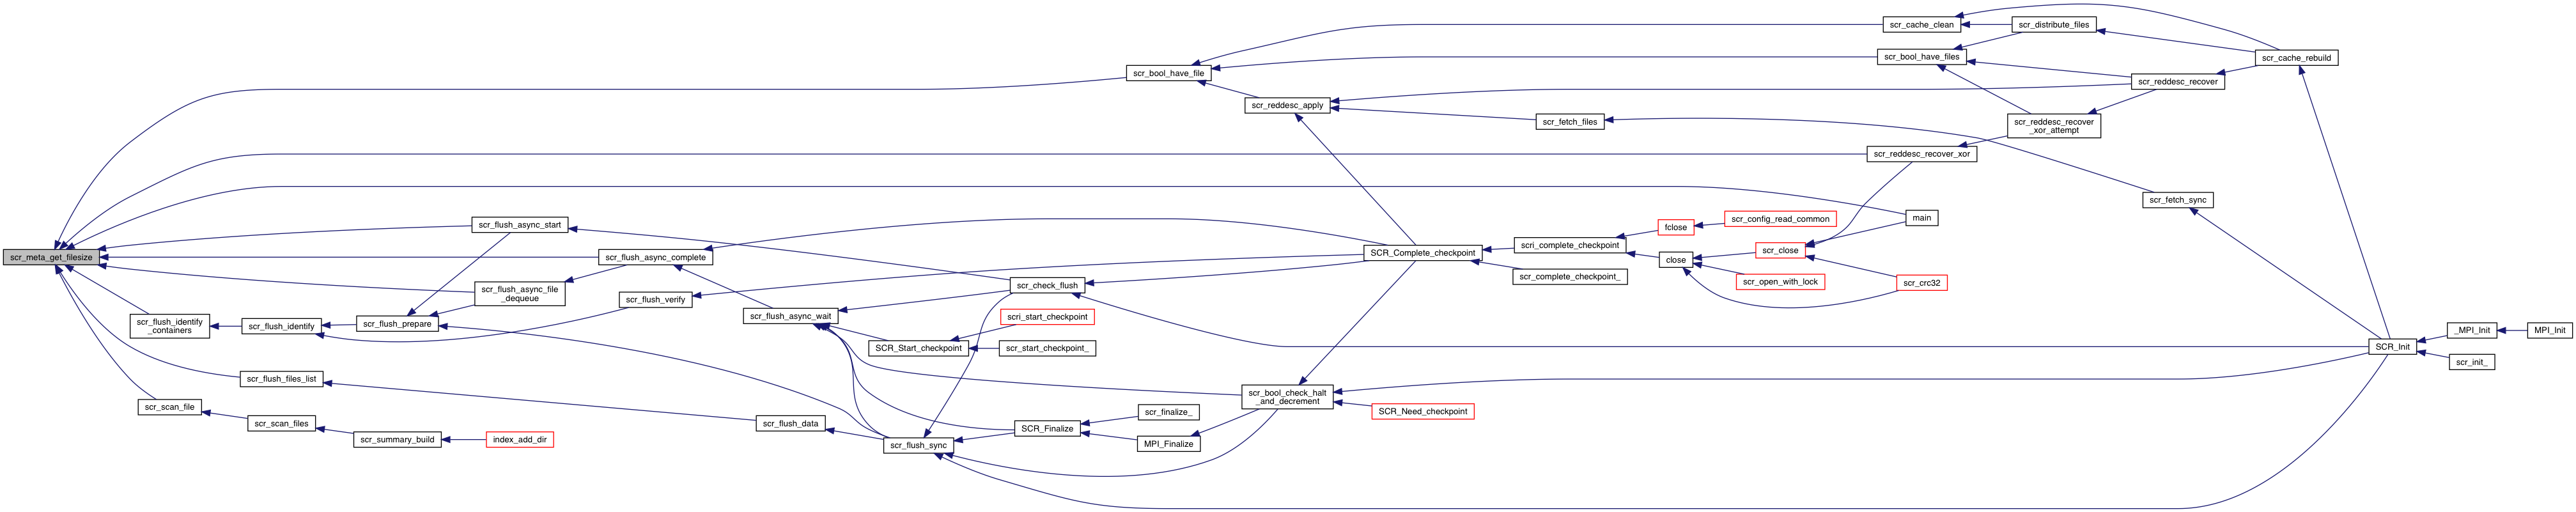 scr_meta_get_filesize
scr_flush_identify
_containers
scr_scan_file
scr_flush_identify
scr_flush_files_list
scr_scan_files
scr_flush_prepare
scr_summary_build
scr_flush_async_start
scr_flush_async_file
_dequeue
index_add_dir
scr_flush_async_complete
scr_flush_verify
scr_flush_async_wait
scr_flush_data
SCR_Start_checkpoint
scr_flush_sync
scr_check_flush
scri_start_checkpoint
scr_start_checkpoint_
SCR_Finalize
scr_bool_have_file
scr_finalize_
MPI_Finalize
scr_reddesc_apply
scr_bool_check_halt
_and_decrement
SCR_Complete_checkpoint
SCR_Need_checkpoint
scr_fetch_files
scri_complete_checkpoint
scr_complete_checkpoint_
fclose
close
scr_config_read_common
scr_close
scr_open_with_lock
scr_cache_clean
scr_bool_have_files
scr_reddesc_recover_xor
main
scr_crc32
scr_distribute_files
scr_reddesc_recover
_xor_attempt
scr_reddesc_recover
scr_fetch_sync
scr_cache_rebuild
SCR_Init
_MPI_Init
scr_init_
MPI_Init